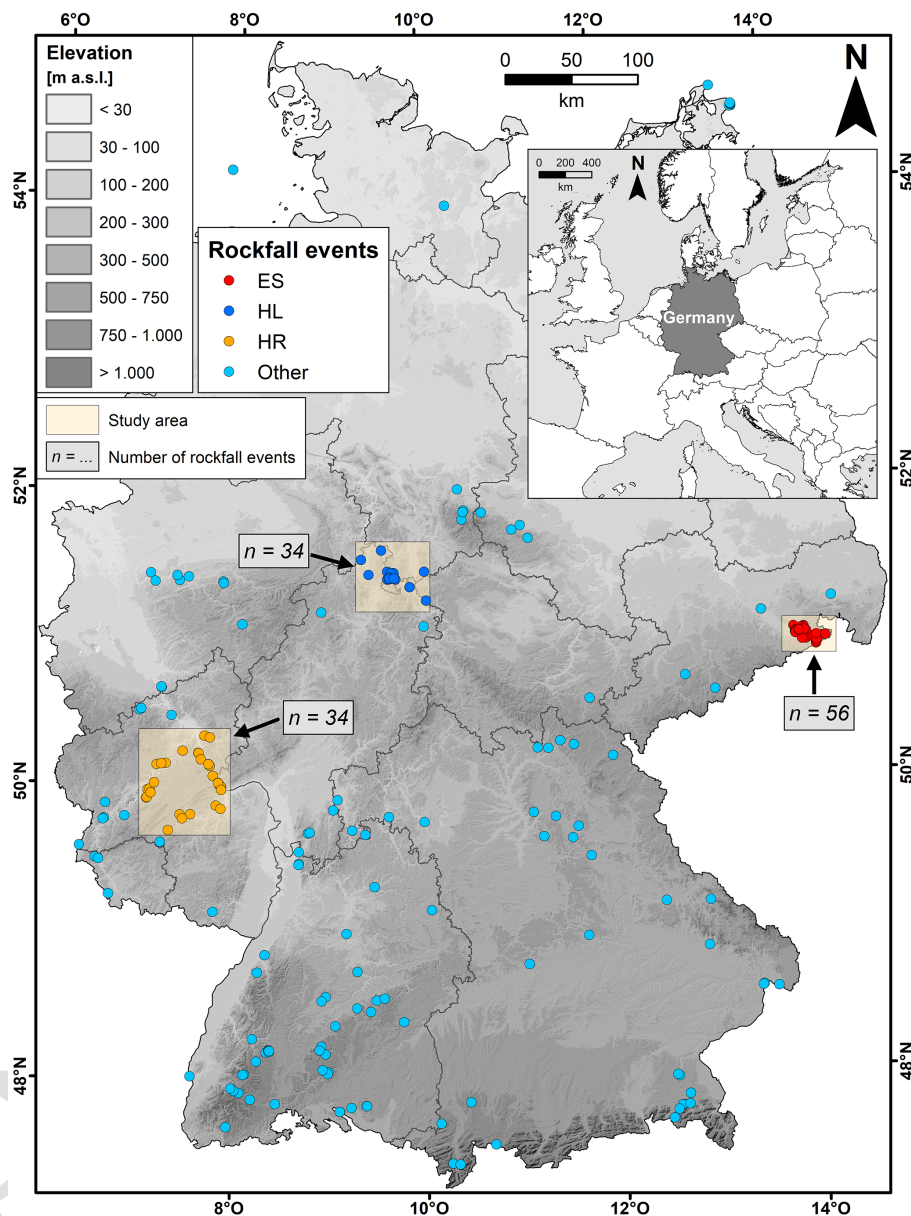 6°O 8°O 10°O 12°O 14°O
Elevation
[m a.s.l.]
< 30
30 - 100
100 - 200
200 - 300
300 - 500
500 - 750
750 - 1.000
> 1.000
0 50 100
km
N
54°N
54°N
0 200 400
km
N
Germany
Rockfall events
ES
HL
HR
Other
Study area
n = ... Number of rockfall events
52°N
52°N
n = 34
n = 56
n = 34
50°N
50°N
48°N
48°N
8°O 10°O 12°O 14°O